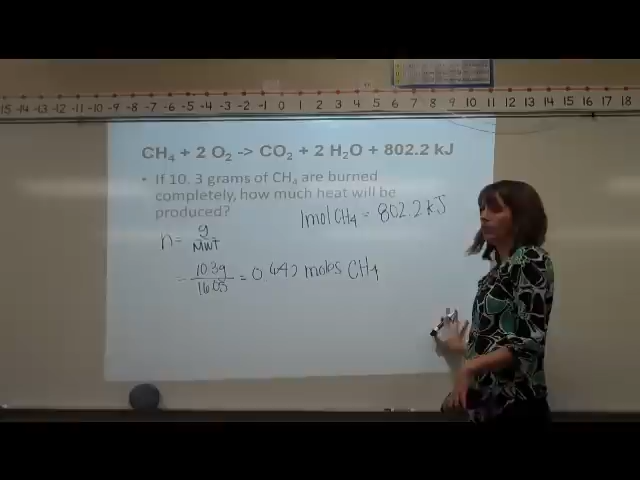 -15 -14 -13 -12 -11 -10 -9 -8 -7 -6 -5 -4 -3 -2 -1 0 1 2 3 4 5 6 7 8 9 10 11 12 13 14 15 16 17 18
CH₄ + 2 O₂ -> CO₂ + 2 H₂O + 802.2 kJ
• If 10. 3 grams of CH₄ are burned
completely, how much heat will be
produced?
1 mol CH₄ = 802.2 kJ
n = g
MWT
= 10.3g = 0.642 moles CH₄
16.05